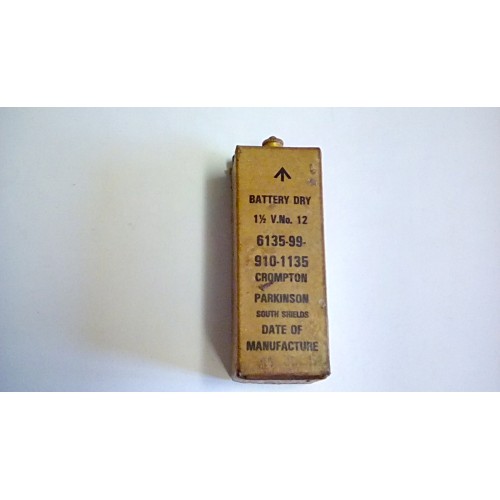 BATTERY DRY
1½ V.No. 12
6135-99-
910-1135
CROMPTON
PARKINSON
SOUTH SHIELDS
DATE OF
MANUFACTURE